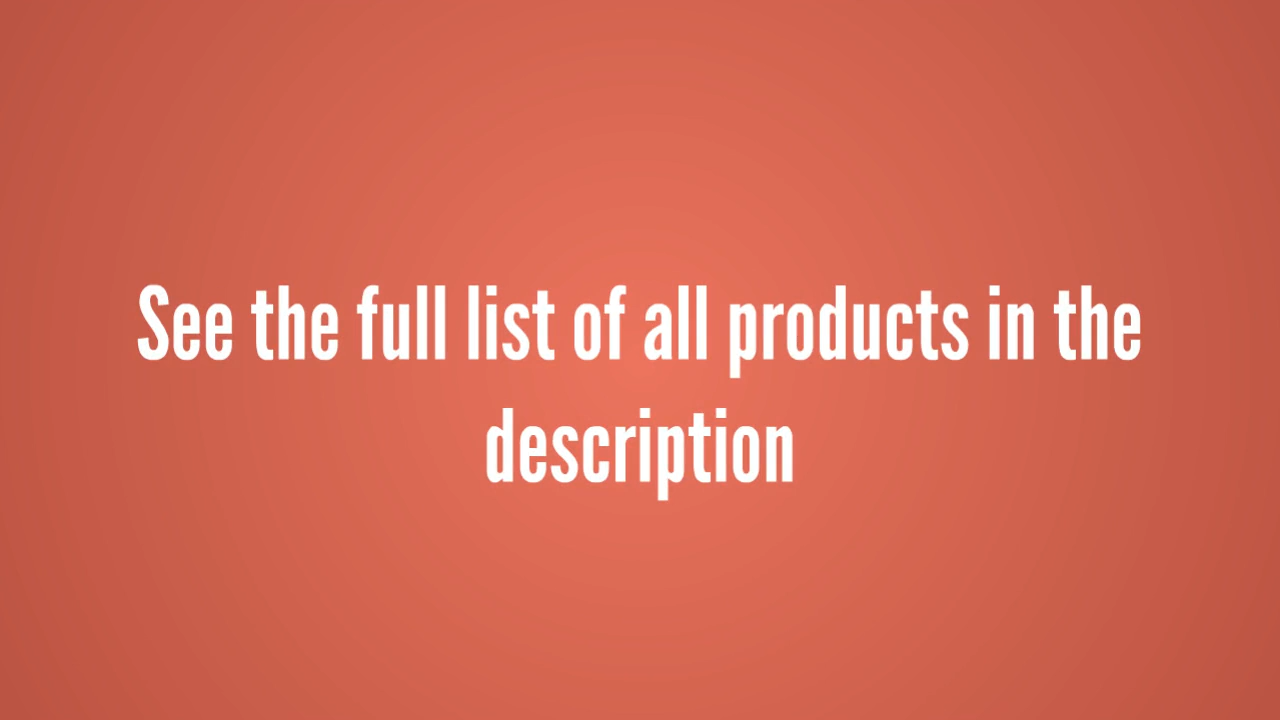 See the full list of all products in the
description